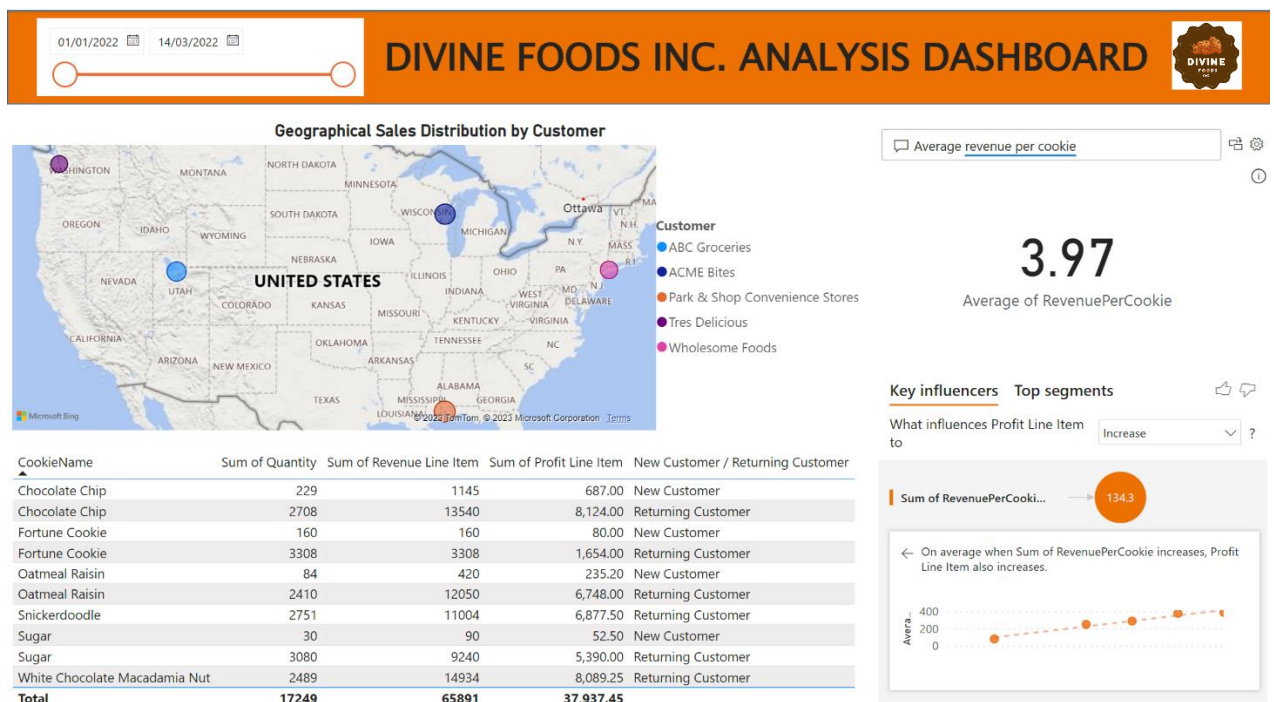 01/01/2022 14/03/2022
DIVINE FOODS INC. ANALYSIS DASHBOARD
DIVINE
FOODS
Geographical Sales Distribution by Customer
WASHINGTON
MONTANA
NORTH DAKOTA
MINNESOTA
Ottawa
VT
MA
SOUTH DAKOTA
WISCONSIN
MICHIGAN
N.H.
OREGON
IDAHO
WYOMING
IOWA
N.Y.
MASS
NEBRASKA
R.I.
NEVADA
UTAH
UNITED STATES
ILLINOIS
OHIO
PA
INDIANA
MD
NJ
COLORADO
KANSAS
MISSOURI
WEST
VIRGINIA
DELAWARE
KENTUCKY
VIRGINIA
CALIFORNIA
OKLAHOMA
TENNESSEE
NC
ARIZONA
NEW MEXICO
ARKANSAS
SC
ALABAMA
TEXAS
MISSISSIPPI
GEORGIA
LOUISIANA
Microsoft Bing
© 2023 TomTom, © 2023 Microsoft Corporation Terms
Customer
ABC Groceries
ACME Bites
Park & Shop Convenience Stores
Tres Delicious
Wholesome Foods
Average revenue per cookie
3.97
Average of RevenuePerCookie
Key influencers Top segments
What influences Profit Line Item
to
Increase
?
Sum of RevenuePerCooki...
134.3
On average when Sum of RevenuePerCookie increases, Profit
Line Item also increases.
Avera...
400
200
0
CookieName Sum of Quantity Sum of Revenue Line Item Sum of Profit Line Item New Customer / Returning Customer
Chocolate Chip 229 1145 687.00 New Customer
Chocolate Chip 2708 13540 8,124.00 Returning Customer
Fortune Cookie 160 160 80.00 New Customer
Fortune Cookie 3308 3308 1,654.00 Returning Customer
Oatmeal Raisin 84 420 235.20 New Customer
Oatmeal Raisin 2410 12050 6,748.00 Returning Customer
Snickerdoodle 2751 11004 6,877.50 Returning Customer
Sugar 30 90 52.50 New Customer
Sugar 3080 9240 5,390.00 Returning Customer
White Chocolate Macadamia Nut 2489 14934 8,089.25 Returning Customer
Total 17249 65891 37,937.45